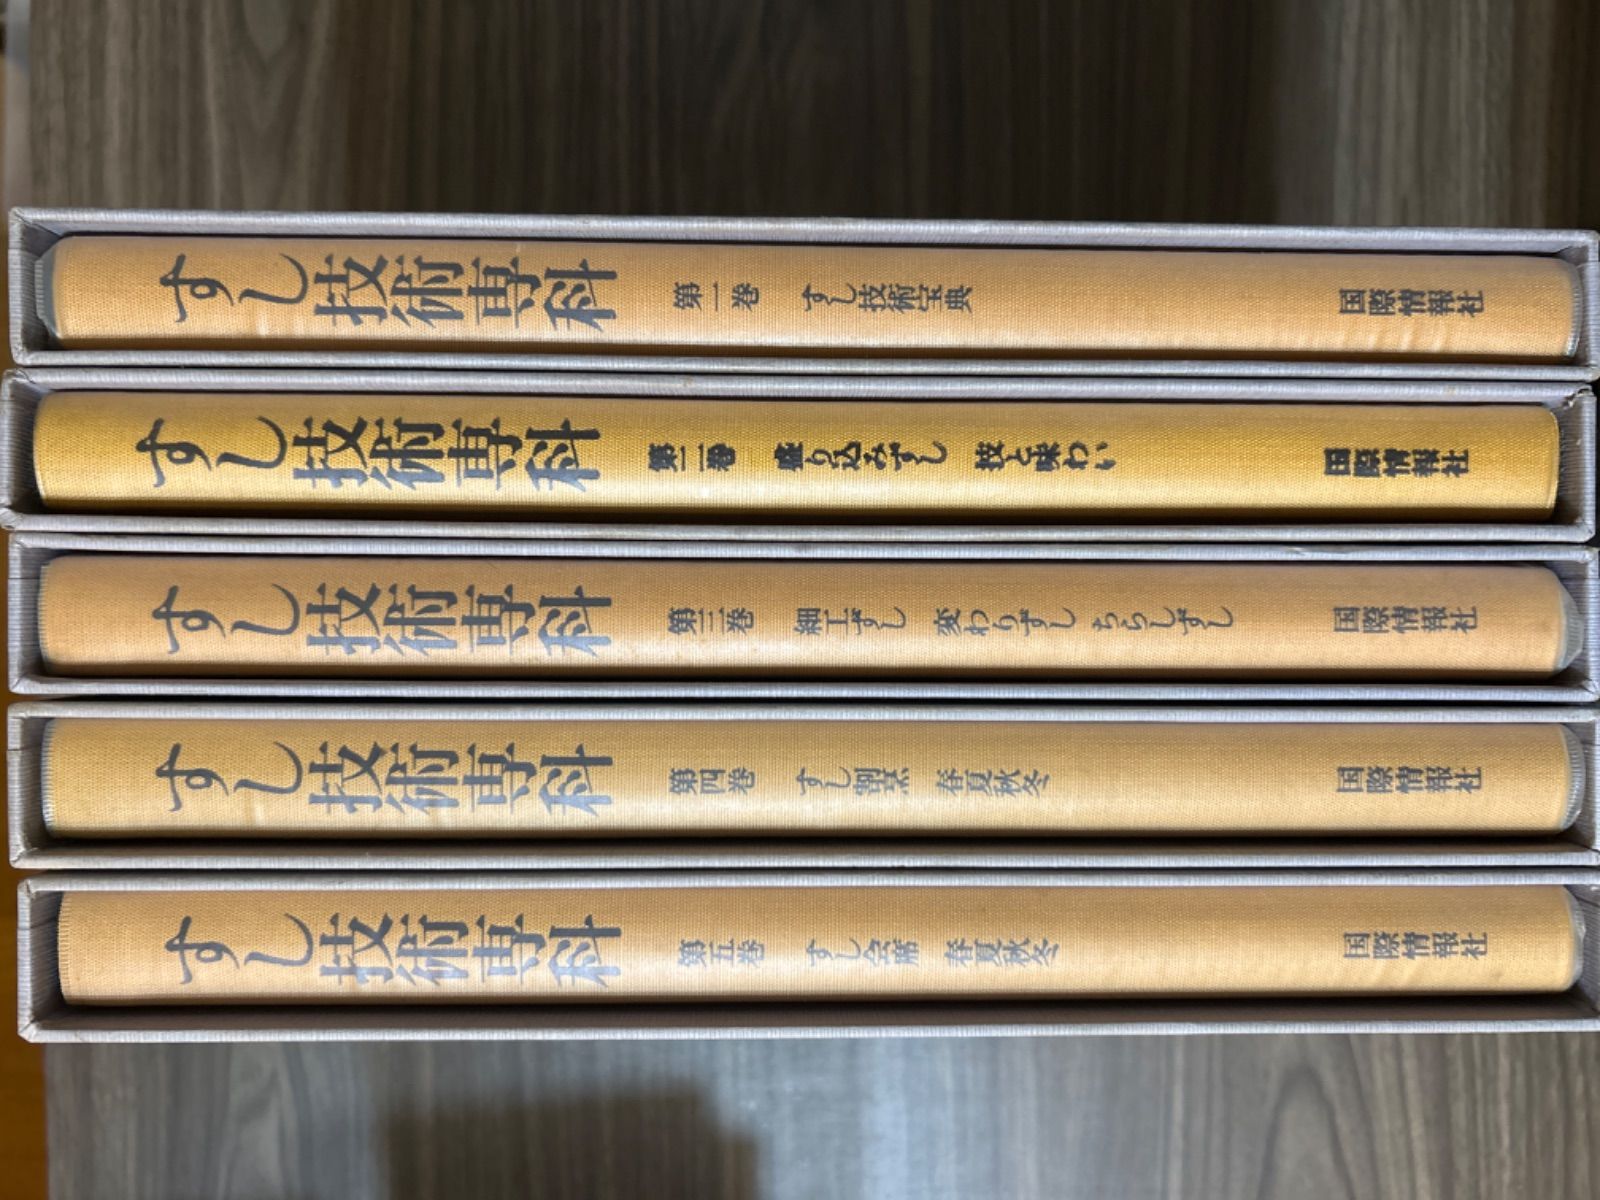 すし技術専科 第一巻 すし技術宝典 国際情報社
すし技術専科 第二巻 盛り込みずし 技と味わい 国際情報社
すし技術専科 第三巻 細工ずし 変わりずし ちらしずし 国際情報社
すし技術専科 第四巻 すし割烹 春夏秋冬 国際情報社
すし技術専科 第五巻 すし会席 春夏秋冬 国際情報社